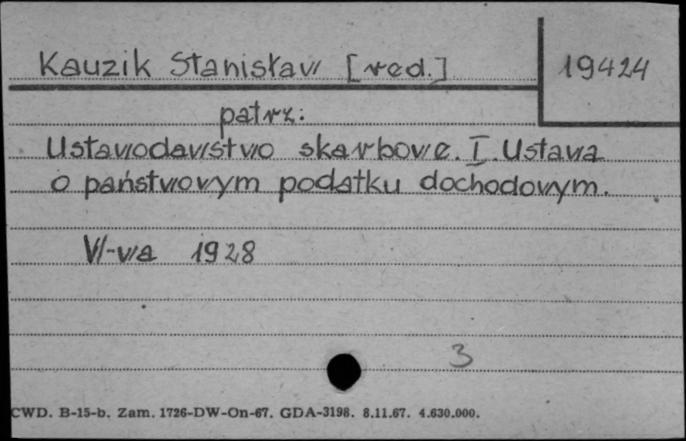 Kauzik Stanisław [red.]
19424
patrz:
Ustawodawstwo skarbowe. I. Ustawa
o państwowym podatku dochodowym.
W-wa 1928
3
CWD. B-15-b. Zam. 1726-DW-On-67. GDA-3198. 8.11.67. 4.630.000.